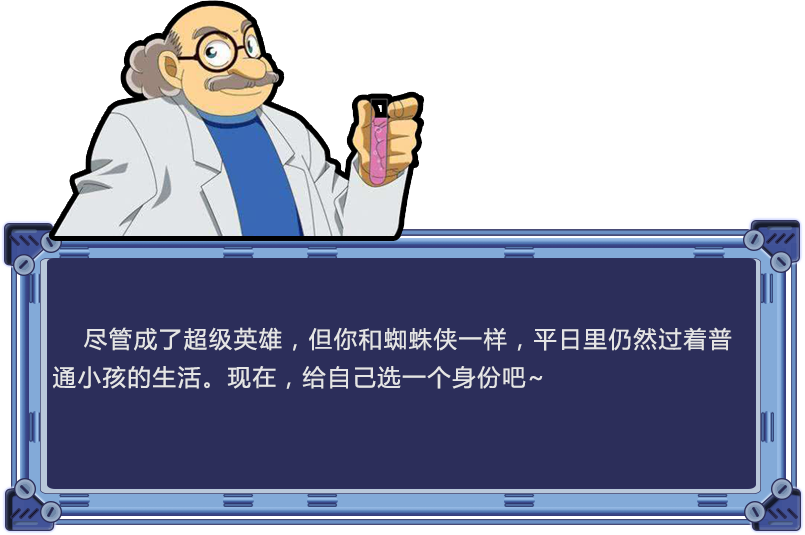 1
尽管成了超级英雄，但你和蜘蛛侠一样，平日里仍然过着普
通小孩的生活。现在，给自己选一个身份吧~